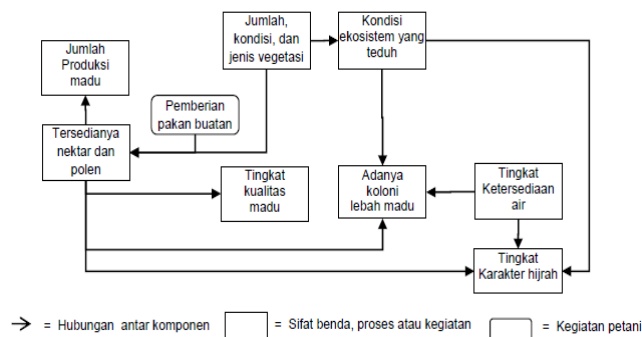 Jumlah
Produksi
madu
Jumlah,
kondisi, dan
jenis vegetasi
Kondisi
ekosistem yang
teduh
Pemberian
pakan buatan
Tersedianya
nektar dan
polen
Tingkat
kualitas
madu
Adanya
koloni
lebah madu
Tingkat
Ketersediaan
air
Tingkat
Karakter hijrah
= Hubungan antar komponen
= Sifat benda, proses atau kegiatan
= Kegiatan petani